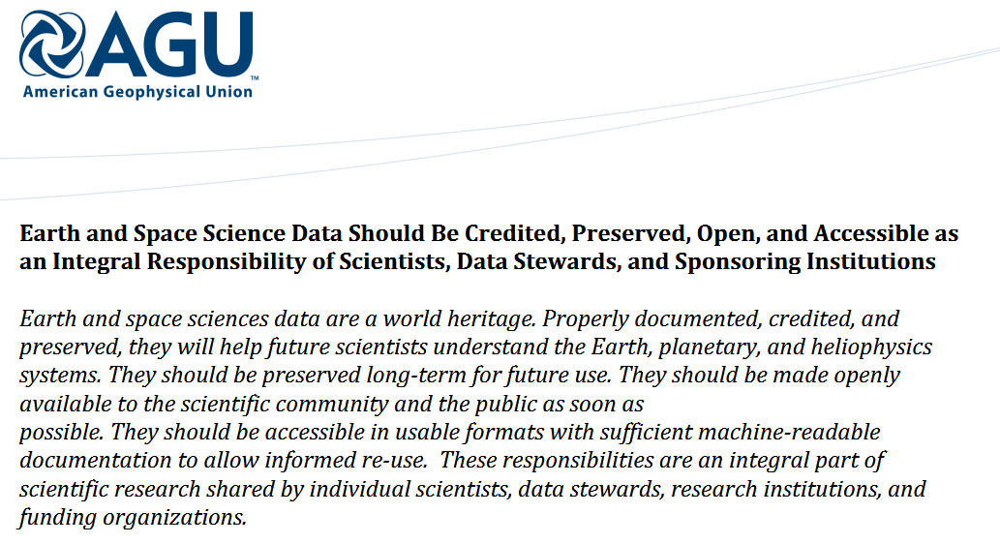 AGU™
American Geophysical Union
Earth and Space Science Data Should Be Credited, Preserved, Open, and Accessible as
an Integral Responsibility of Scientists, Data Stewards, and Sponsoring Institutions
Earth and space sciences data are a world heritage. Properly documented, credited, and
preserved, they will help future scientists understand the Earth, planetary, and heliophysics
systems. They should be preserved long-term for future use. They should be made openly
available to the scientific community and the public as soon as
possible. They should be accessible in usable formats with sufficient machine-readable
documentation to allow informed re-use.  These responsibilities are an integral part of
scientific research shared by individual scientists, data stewards, research institutions, and
funding organizations.